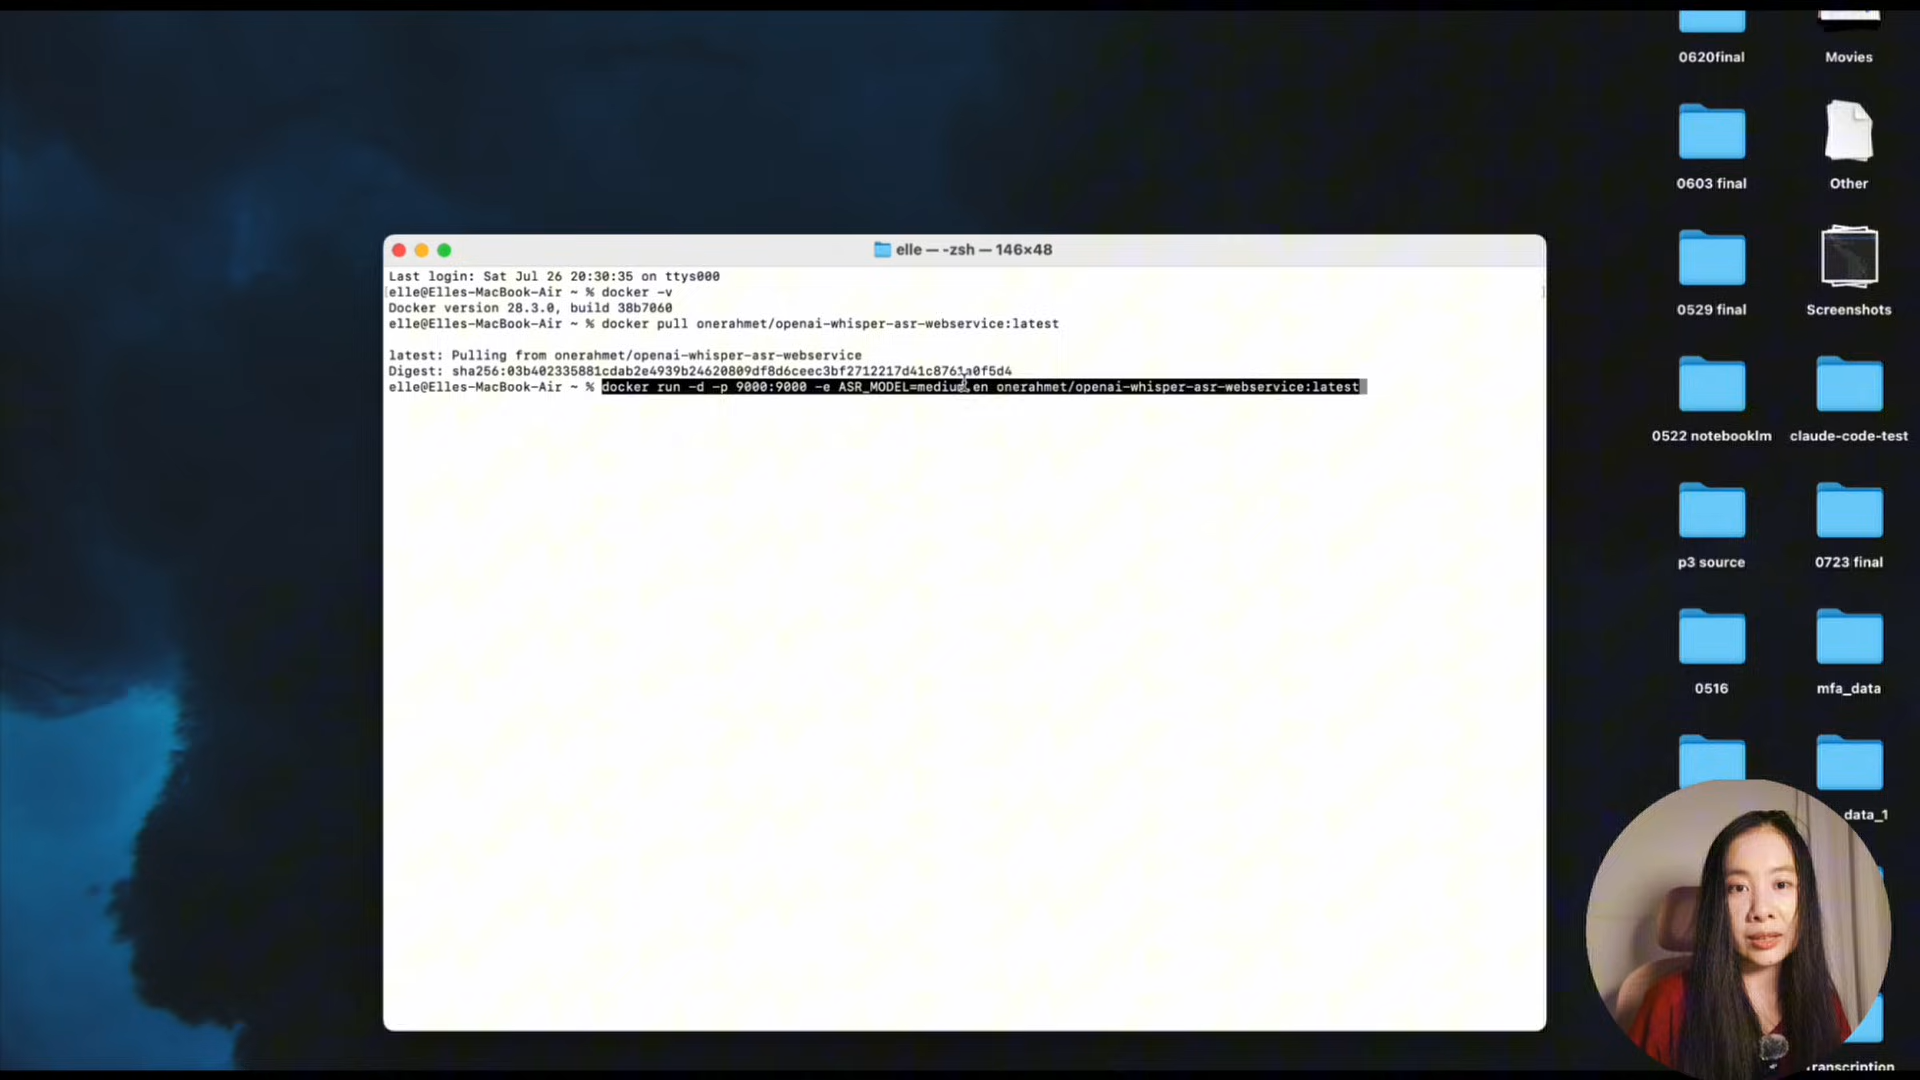 0620final
Movies
0603 final
Other
elle — -zsh — 146×48
Last login: Sat Jul 26 20:30:35 on ttys000
elle@Elles-MacBook-Air ~ % docker -v
Docker version 28.3.0, build 38b7060
elle@Elles-MacBook-Air ~ % docker pull onerahmet/openai-whisper-asr-webservice:latest
latest: Pulling from onerahmet/openai-whisper-asr-webservice
Digest: sha256:03b402335881cdab2e4939b24620809df8d6ceec3bf2712217d41c8761a0f5d4
elle@Elles-MacBook-Air ~ % docker run -d -p 9000:9000 -e ASR_MODEL=medium.en onerahmet/openai-whisper-asr-webservice:latest
0529 final
Screenshots
0522 notebooklm
claude-code-test
p3 source
0723 final
0516
mfa_data
data_1
ranscription